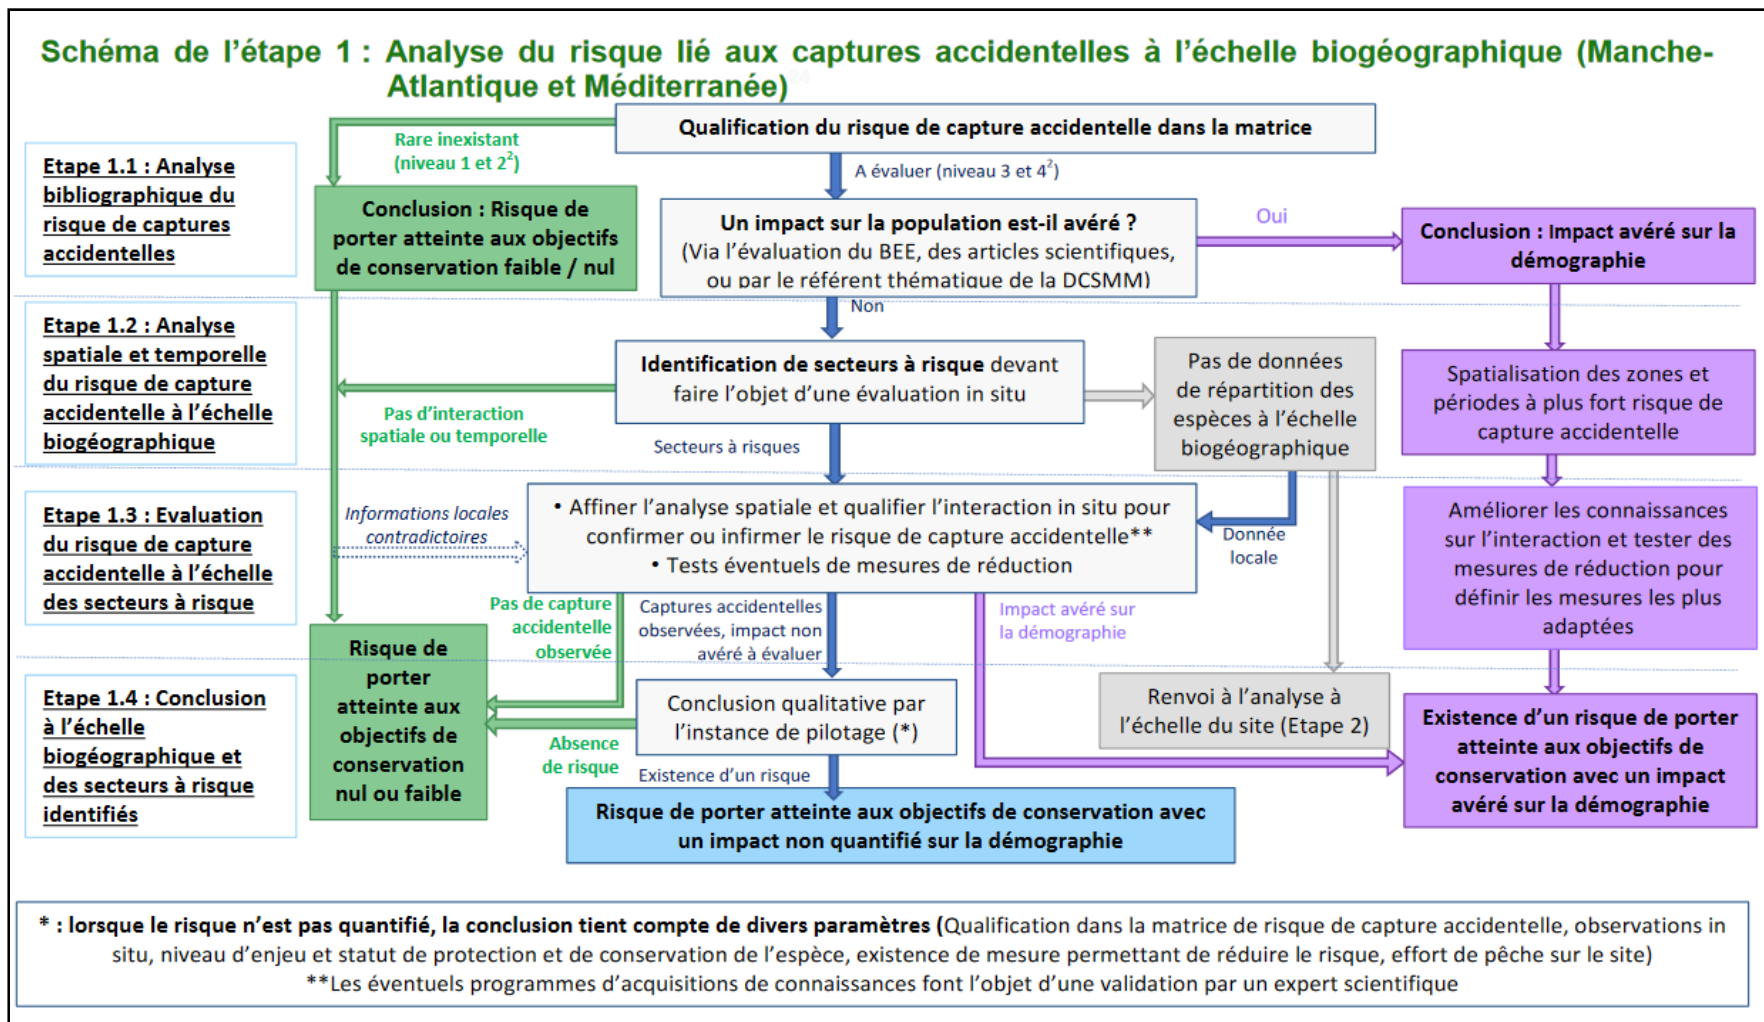 Schéma de l’étape 1 : Analyse du risque lié aux captures accidentelles à l’échelle biogéographique (Manche-
Atlantique et Méditerranée)24
Qualification du risque de capture accidentelle dans la matrice
Rare inexistant
(niveau 1 et 2²)
A évaluer (niveau 3 et 4²)
Etape 1.1 : Analyse
bibliographique du
risque de captures
accidentelles
Conclusion : Risque de
porter atteinte aux objectifs
de conservation faible / nul
Un impact sur la population est-il avéré ?
(Via l’évaluation du BEE, des articles scientifiques,
ou par le référent thématique de la DCSMM)
Oui
Conclusion : Impact avéré sur la
démographie
Non
Etape 1.2 : Analyse
spatiale et temporelle
du risque de capture
accidentelle à l’échelle
biogéographique
Identification de secteurs à risque devant
faire l’objet d’une évaluation in situ
Pas d’interaction
spatiale ou temporelle
Secteurs à risques
Pas de données
de répartition des
espèces à l’échelle
biogéographique
Spatialisation des zones et
périodes à plus fort risque de
capture accidentelle
Etape 1.3 : Evaluation
du risque de capture
accidentelle à l’échelle
des secteurs à risque
Informations locales
contradictoires
• Affiner l’analyse spatiale et qualifier l’interaction in situ pour
confirmer ou infirmer le risque de capture accidentelle**
• Tests éventuels de mesures de réduction
Donnée
locale
Améliorer les connaissances
sur l’interaction et tester des
mesures de réduction pour
définir les mesures les plus
adaptées
Pas de capture
accidentelle
observée
Captures accidentelles
observées, impact non
avéré à évaluer
Impact avéré sur
la démographie
Etape 1.4 : Conclusion
à l’échelle
biogéographique et
des secteurs à risque
identifiés
Risque de
porter
atteinte aux
objectifs de
conservation
nul ou faible
Conclusion qualitative par
l’instance de pilotage (*)
Absence
de risque
Existence d’un risque
Renvoi à l’analyse à
l’échelle du site (Etape 2)
Existence d’un risque de porter
atteinte aux objectifs de
conservation avec un impact
avéré sur la démographie
Risque de porter atteinte aux objectifs de conservation avec
un impact non quantifié sur la démographie
* : lorsque le risque n’est pas quantifié, la conclusion tient compte de divers paramètres (Qualification dans la matrice de risque de capture accidentelle, observations in
situ, niveau d’enjeu et statut de protection et de conservation de l’espèce, existence de mesure permettant de réduire le risque, effort de pêche sur le site)
**Les éventuels programmes d’acquisitions de connaissances font l’objet d’une validation par un expert scientifique